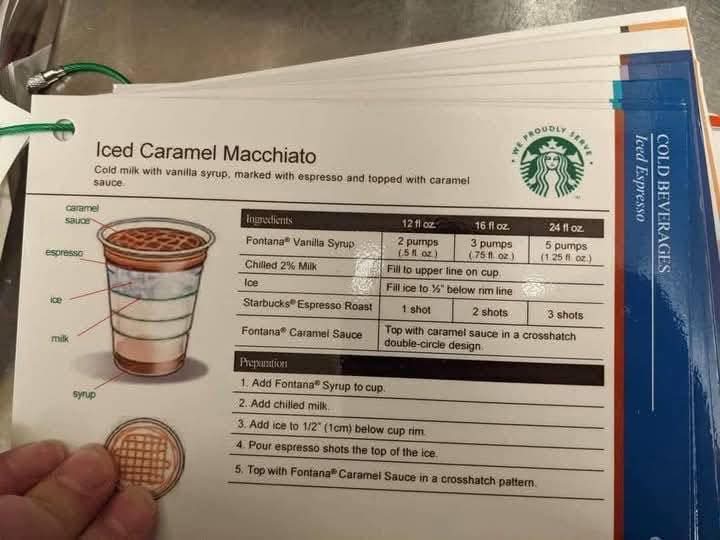 WE PROUDLY SERVE
Iced Caramel Macchiato
Cold milk with vanilla syrup, marked with espresso and topped with caramel
sauce.
caramel
sauce
espresso
ice
milk
syrup
Ingredients 12 fl oz. 16 fl oz. 24 fl oz.
Fontana® Vanilla Syrup 2 pumps 3 pumps 5 pumps
(.5 fl. oz.) (.75 fl. oz.) (1.25 fl. oz.)
Chilled 2% Milk Fill to upper line on cup.
Ice Fill ice to ½" below rim line
Starbucks® Espresso Roast 1 shot 2 shots 3 shots
Fontana® Caramel Sauce Top with caramel sauce in a crosshatch
double-circle design.
Preparation
1. Add Fontana® Syrup to cup.
2. Add chilled milk.
3. Add ice to 1/2" (1cm) below cup rim.
4. Pour espresso shots the top of the ice.
5. Top with Fontana® Caramel Sauce in a crosshatch pattern.
COLD BEVERAGES
Iced Espresso